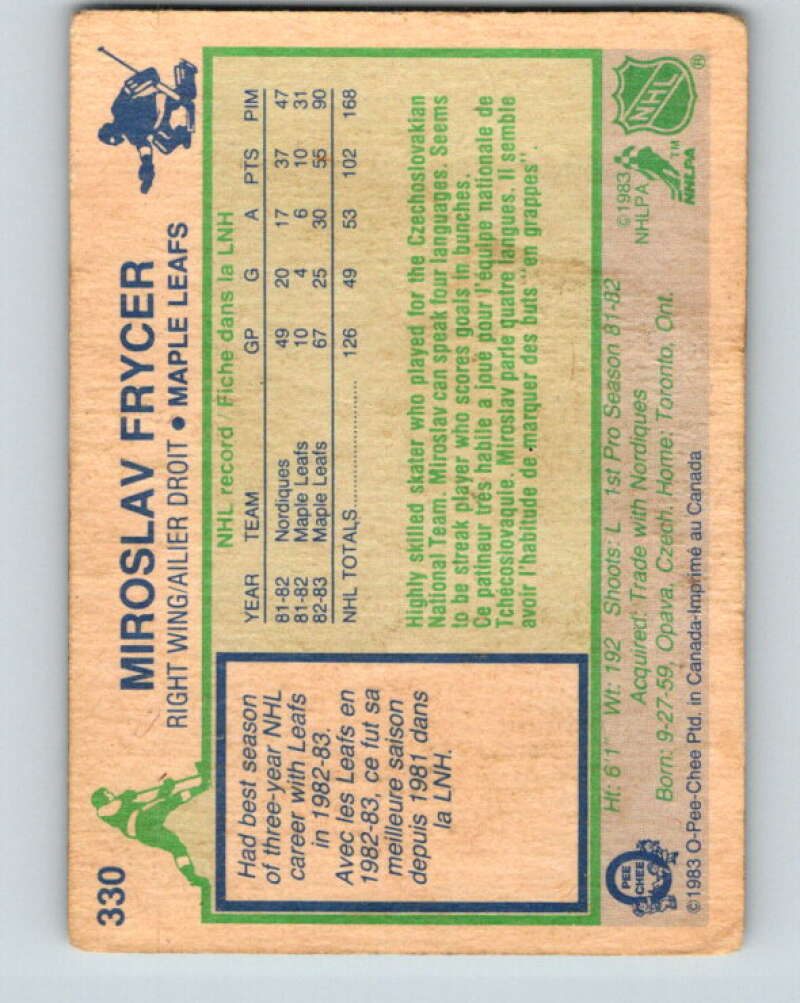 330
MIROSLAV FRYCER
RIGHT WING/AILIER DROIT • MAPLE LEAFS
Had best season
of three-year NHL
career with Leafs
in 1982-83.
Avec les Leafs en
1982-83, ce fut sa
meilleure saison
depuis 1981 dans
la LNH.
NHL record / Fiche dans la LNH
YEAR TEAM GP G A PTS PIM
81-82 Nordiques 49 20 17 37 47
81-82 Maple Leafs 10 4 6 10 31
82-83 Maple Leafs 67 25 30 55 90
NHL TOTALS 126 49 53 102 168
Highly skilled skater who played for the Czechoslovakian
National Team. Miroslav can speak four languages. Seems
to be streak player who scores goals in bunches.
Ce patineur très habile a joué pour l'équipe nationale de
Tchécoslovaquie. Miroslav parle quatre langues. Il semble
avoir l'habitude de marquer des buts "en grappes".
Ht: 6'1" Wt: 192 Shoots: L 1st Pro Season 81-82
Acquired: Trade with Nordiques
Born: 9-27-59, Opava, Czech. Home: Toronto, Ont.
©1983 O-Pee-Chee Ptd. in Canada-Imprimé au Canada
O
PEE
CHEE
NHL
®
©1983
NHLPA
TM
NHLPA